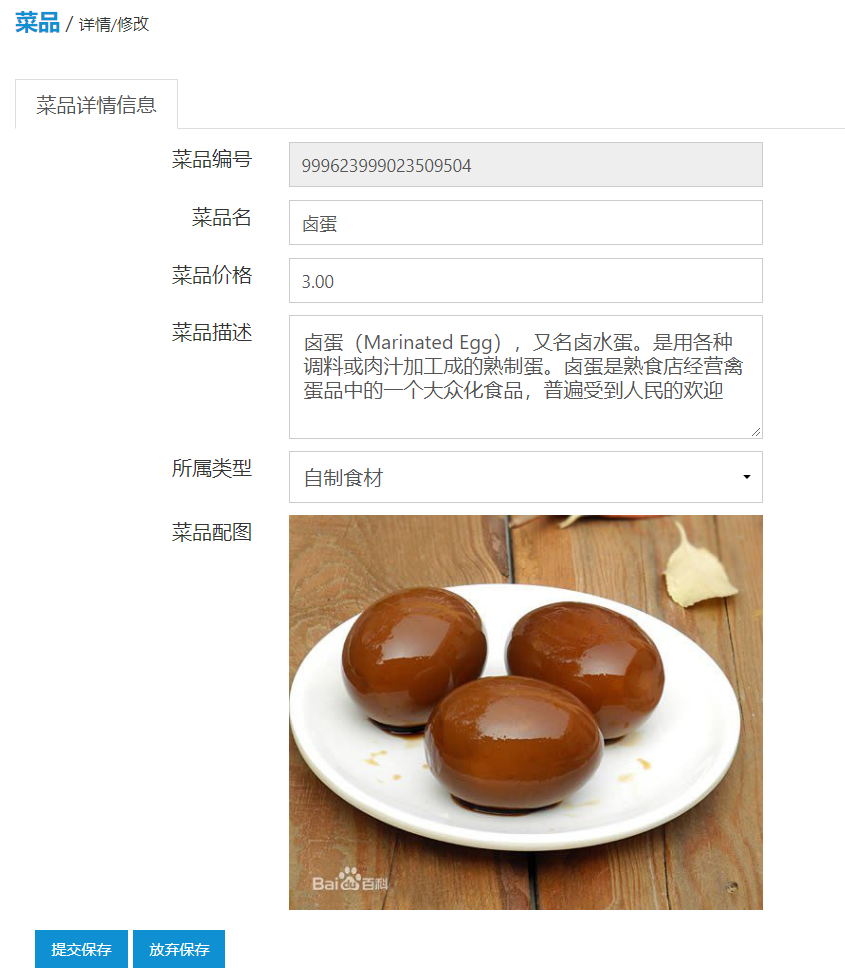 菜品 / 详情/修改
菜品详情信息
菜品编号
999623999023509504
菜品名
卤蛋
菜品价格
3.00
菜品描述
卤蛋（Marinated Egg），又名卤水蛋。是用各种
调料或肉汁加工成的熟制蛋。卤蛋是熟食店经营禽
蛋品中的一个大众化食品，普遍受到人民的欢迎
所属类型
自制食材
菜品配图
Bai du 百科
提交保存
放弃保存